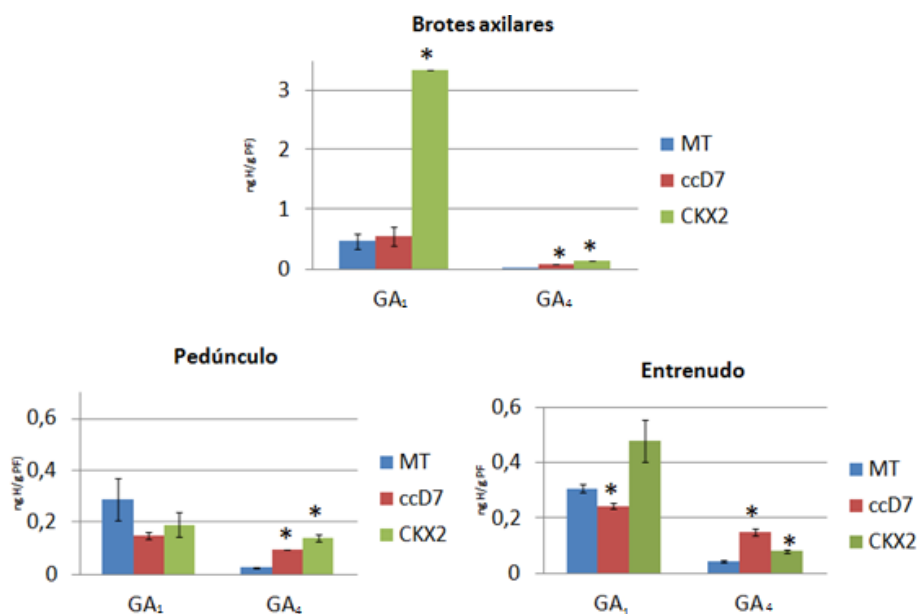 Brotes axilares
*
3
2
1
0
ng H/g PF)
* *
GA₁ GA₄
MT
ccD7
CKX2
Pedúnculo
0,6
0,4
0,2
0
ng H/g PF)
* *
GA₁ GA₄
MT
ccD7
CKX2
Entrenudo
0,6
0,4
0,2
0
ng H/g PF
* * *
GA₁ GA₄
MT
ccD7
CKX2